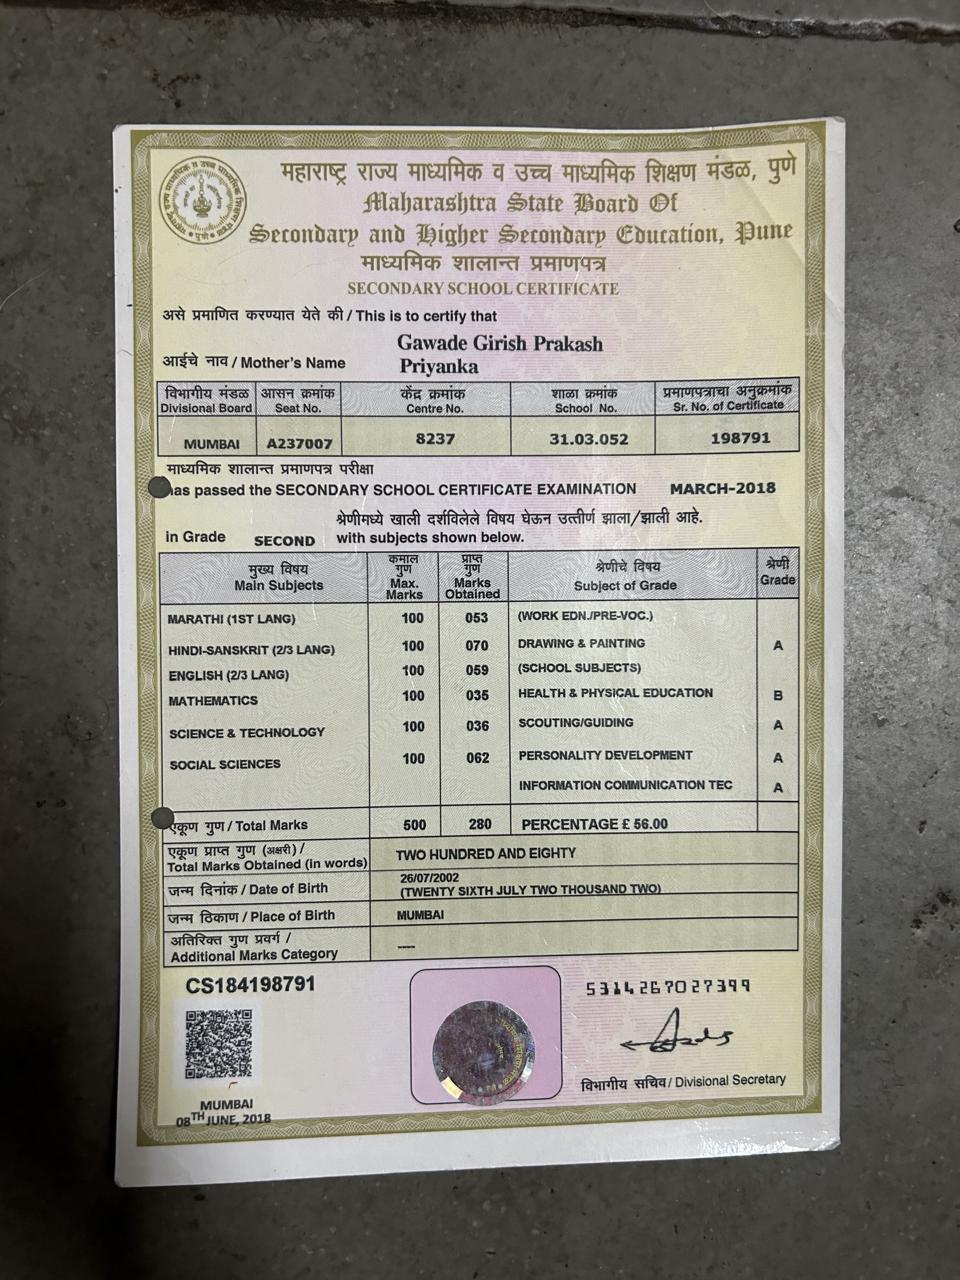 महाराष्ट्र राज्य माध्यमिक व उच्च माध्यमिक शिक्षण मंडळ, पुणे
Maharashtra State Board Of
Secondary and Higher Secondary Education, Pune
माध्यमिक शालान्त प्रमाणपत्र
SECONDARY SCHOOL CERTIFICATE
असे प्रमाणित करण्यात येते की / This is to certify that
Gawade Girish Prakash
आईचे नाव / Mother's Name Priyanka
विभागीय मंडळ आसन क्रमांक केंद्र क्रमांक शाळा क्रमांक प्रमाणपत्राचा अनुक्रमांक
Divisional Board Seat No. Centre No. School No. Sr. No. of Certificate
MUMBAI A237007 8237 31.03.052 198791
माध्यमिक शालान्त प्रमाणपत्र परीक्षा
has passed the SECONDARY SCHOOL CERTIFICATE EXAMINATION MARCH-2018
श्रेणीमध्ये खाली दर्शविलेले विषय घेऊन उत्तीर्ण झाला/झाली आहे.
in Grade SECOND with subjects shown below.
मुख्य विषय कमाल गुण प्राप्त गुण श्रेणीचे विषय श्रेणी
Main Subjects Max. Marks Marks Obtained Subject of Grade Grade
MARATHI (1ST LANG) 100 053 (WORK EDN./PRE-VOC.)
HINDI-SANSKRIT (2/3 LANG) 100 070 DRAWING & PAINTING A
ENGLISH (2/3 LANG) 100 059 (SCHOOL SUBJECTS)
MATHEMATICS 100 035 HEALTH & PHYSICAL EDUCATION B
SCIENCE & TECHNOLOGY 100 036 SCOUTING/GUIDING A
SOCIAL SCIENCES 100 062 PERSONALITY DEVELOPMENT A
INFORMATION COMMUNICATION TEC A
एकूण गुण / Total Marks 500 280 PERCENTAGE £ 56.00
एकूण प्राप्त गुण (अक्षरी) /
Total Marks Obtained (in words) TWO HUNDRED AND EIGHTY
जन्म दिनांक / Date of Birth 26/07/2002
(TWENTY SIXTH JULY TWO THOUSAND TWO)
जन्म ठिकाण / Place of Birth MUMBAI
अतिरिक्त गुण प्रवर्ग /
Additional Marks Category ----
CS184198791
5314267027399
विभागीय सचिव / Divisional Secretary
MUMBAI
08TH JUNE, 2018